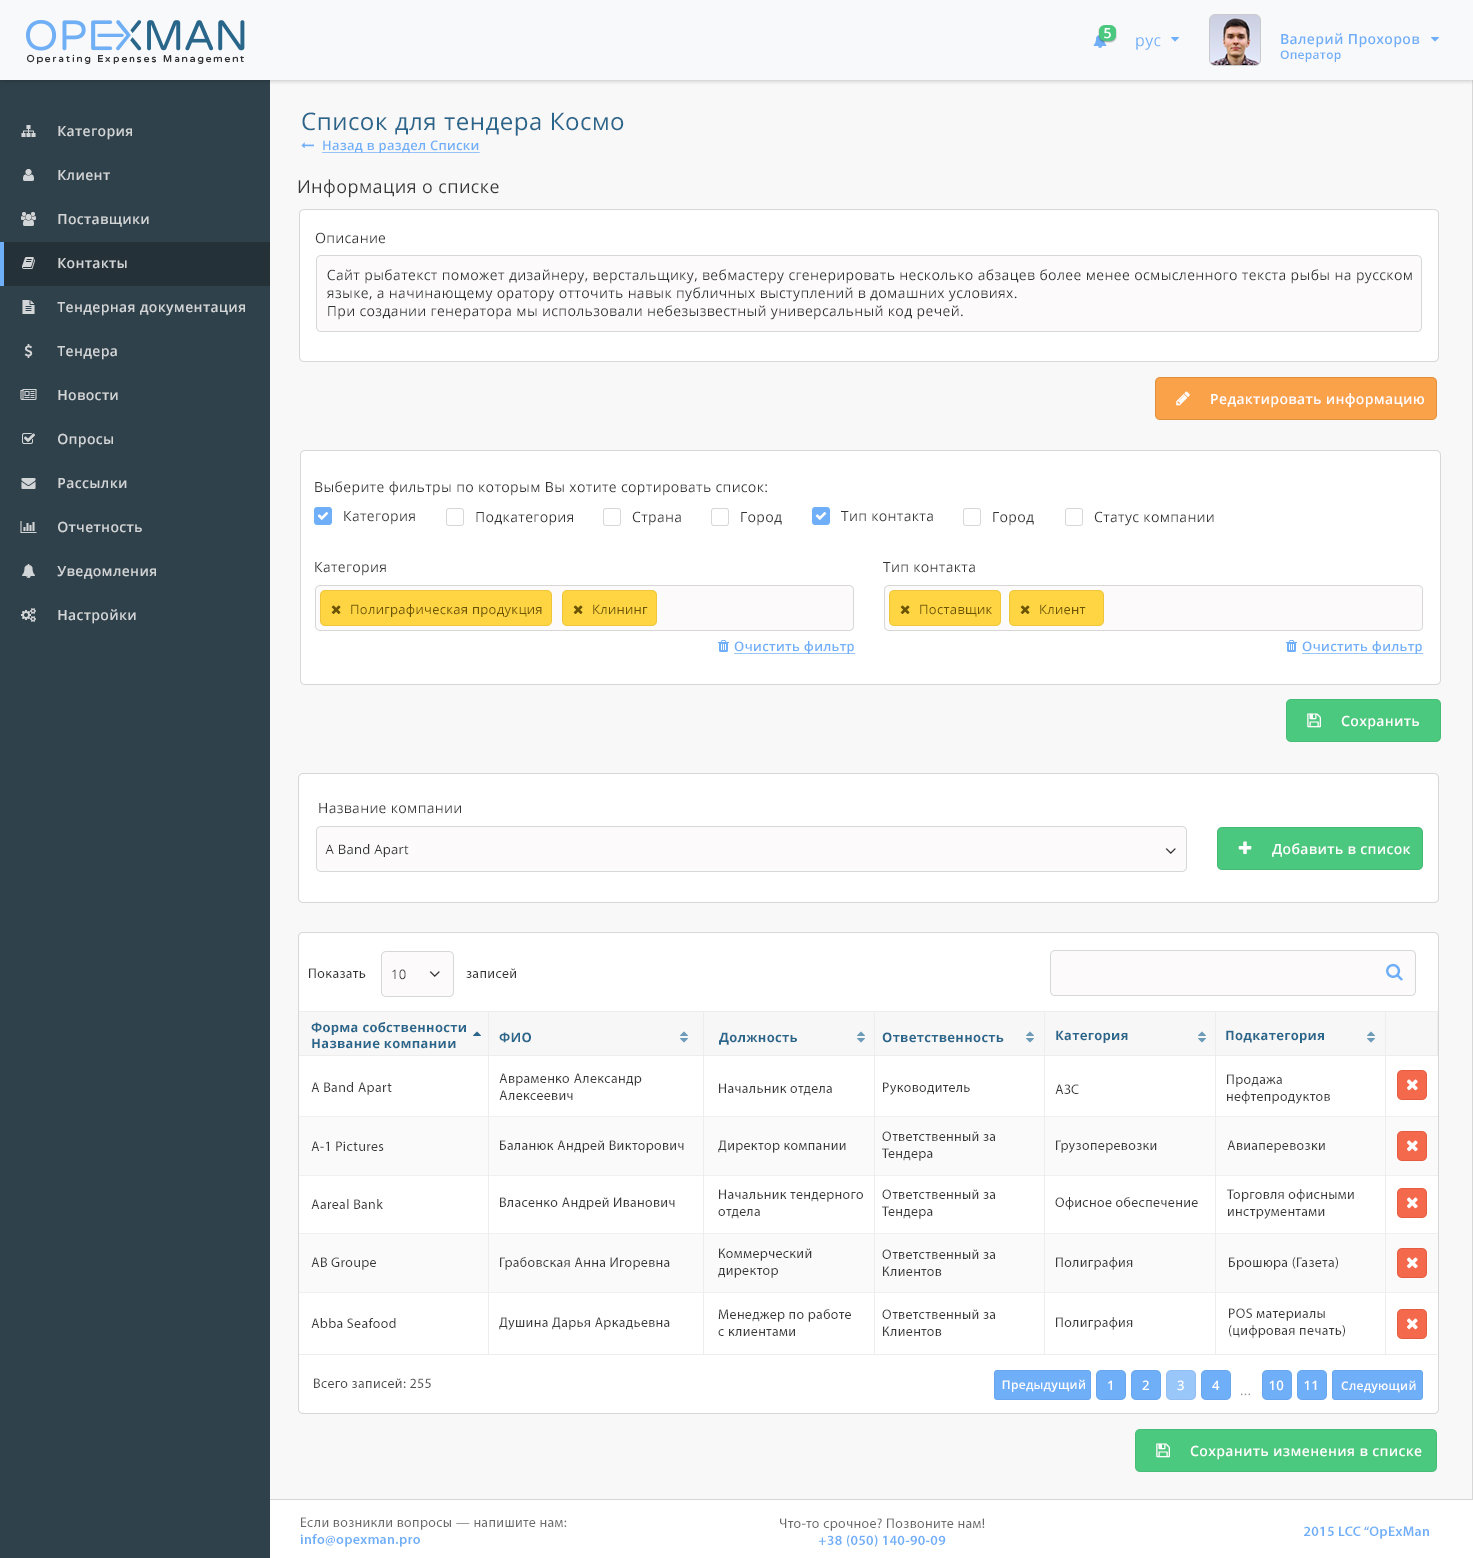 OPEXMAN
Operating Expenses Management
5
рус
Валерий Прохоров
Оператор
Категория
Клиент
Поставщики
Контакты
Тендерная документация
Тендера
Новости
Опросы
Рассылки
Отчетность
Уведомления
Настройки
Список для тендера Космо
← Назад в раздел Списки
Информация о списке
Описание
Сайт рыбатекст поможет дизайнеру, верстальщику, вебмастеру сгенерировать несколько абзацев более менее осмысленного текста рыбы на русском
языке, а начинающему оратору отточить навык публичных выступлений в домашних условиях.
При создании генератора мы использовали небезызвестный универсальный код речей.
Редактировать информацию
Выберите фильтры по которым Вы хотите сортировать список:
Категория Подкатегория Страна Город Тип контакта Город Статус компании
Категория
Полиграфическая продукция Клининг
Очистить фильтр
Тип контакта
Поставщик Клиент
Очистить фильтр
Сохранить
Название компании
A Band Apart
Добавить в список
Показать 10 записей
Форма собственности
Название компании
ФИО
Должность
Ответственность
Категория
Подкатегория
A Band Apart
Авраменко Александр
Алексеевич
Начальник отдела
Руководитель
АЗС
Продажа
нефтепродуктов
A-1 Pictures
Баланюк Андрей Викторович
Директор компании
Ответственный за
Тендера
Грузоперевозки
Авиаперевозки
Aareal Bank
Власенко Андрей Иванович
Начальник тендерного
отдела
Ответственный за
Тендера
Офисное обеспечение
Торговля офисными
инструментами
AB Groupe
Грабовская Анна Игоревна
Коммерческий
директор
Ответственный за
Клиентов
Полиграфия
Брошюра (Газета)
Abba Seafood
Душина Дарья Аркадьевна
Менеджер по работе
с клиентами
Ответственный за
Клиентов
Полиграфия
POS материалы
(цифровая печать)
Всего записей: 255
Предыдущий 1 2 3 4 ... 10 11 Следующий
Сохранить изменения в списке
Если возникли вопросы — напишите нам:
info@opexman.pro
Что-то срочное? Позвоните нам!
+38 (050) 140-90-09
2015 LCC “OpExMan